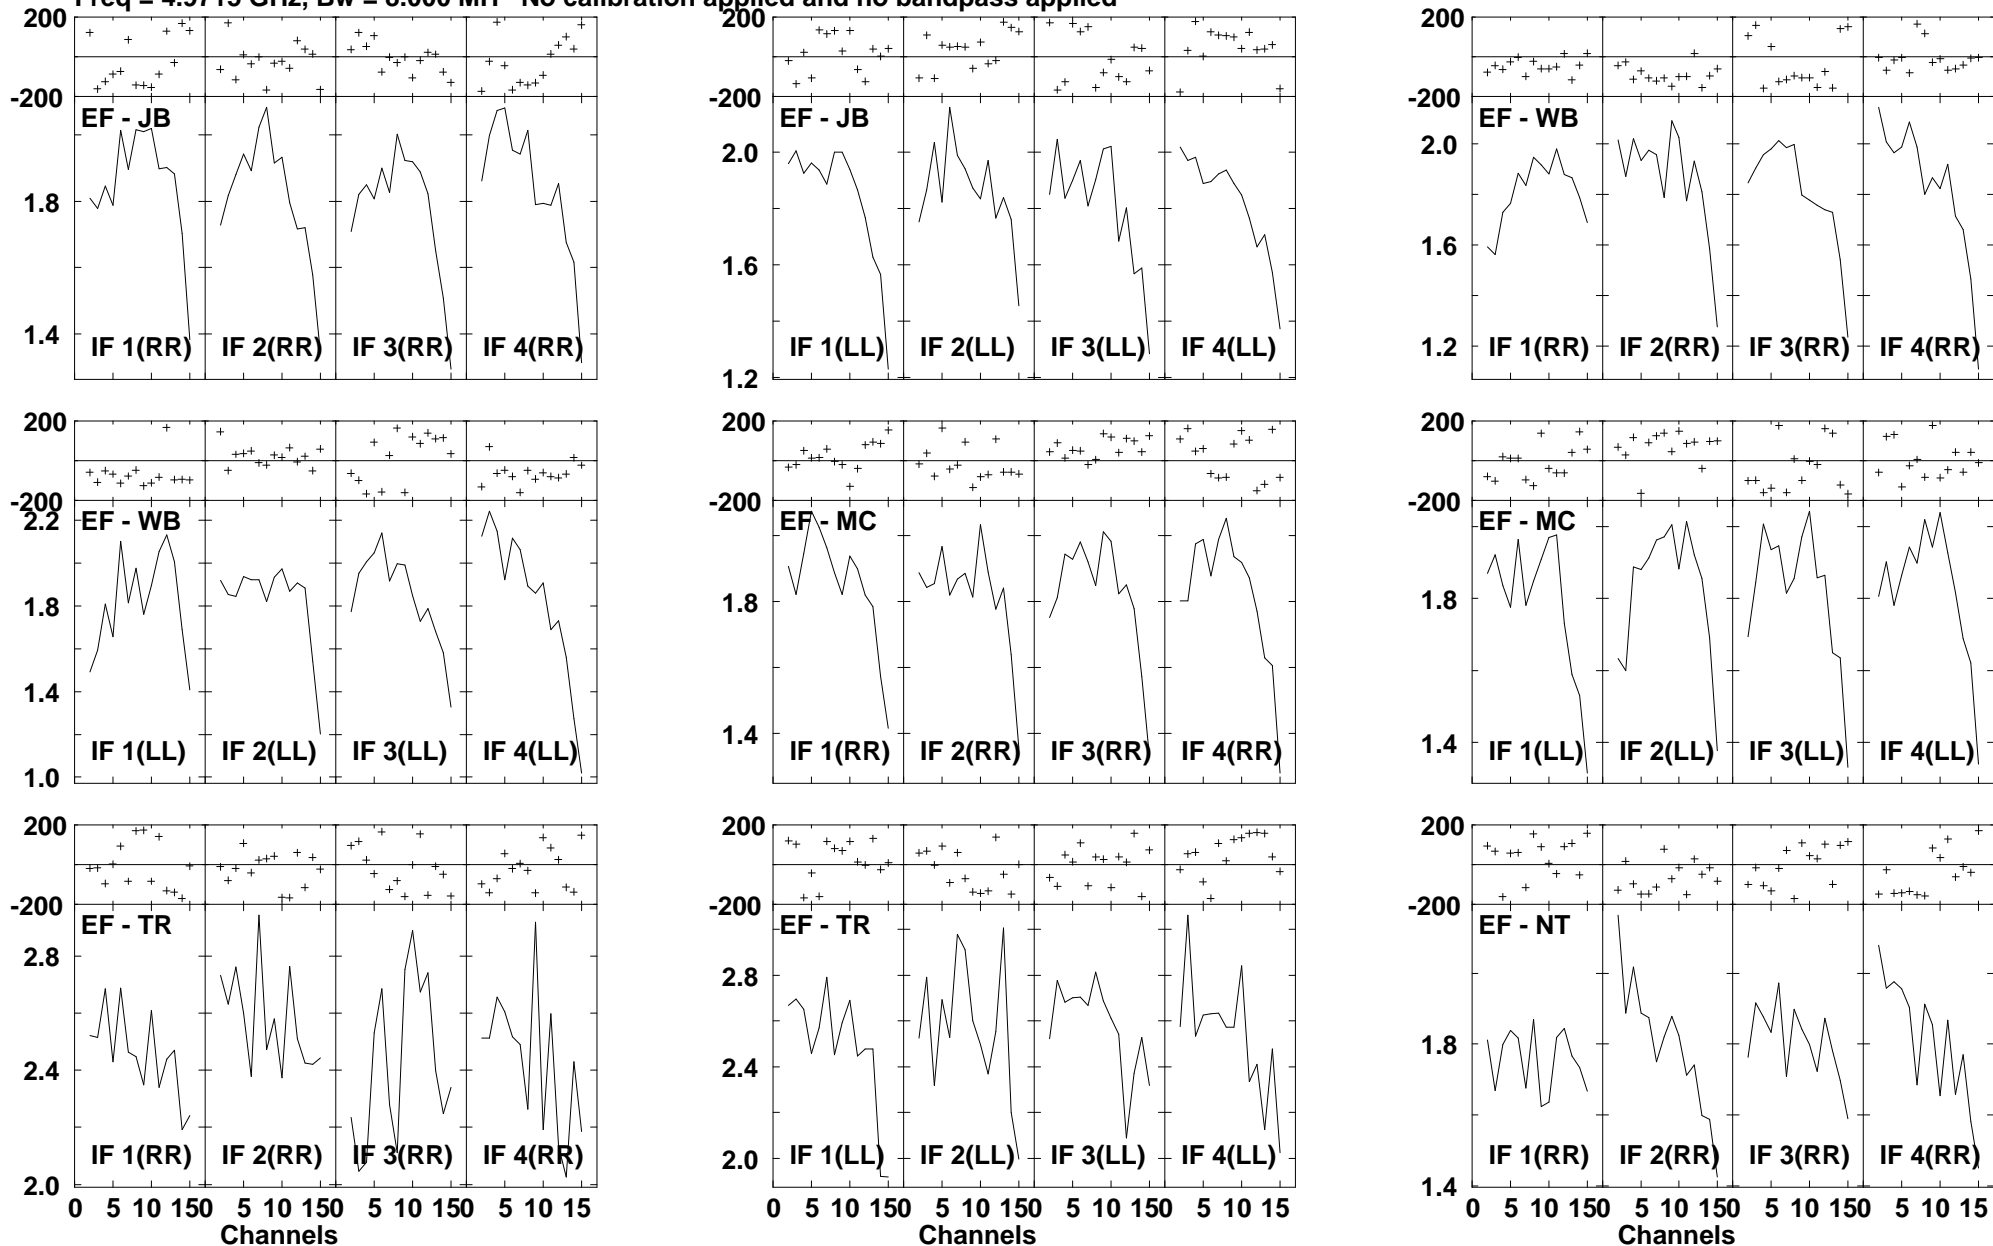 Freq = 4.9715 GHz, Bw = 8.000 MH No calibration applied and no bandpass applied
200 200 200
-200 -200 -200
EF - JB EF - JB EF - WB
1.8 2.0 2.0
1.4 1.6 1.6
1.2 1.2
IF 1(RR) IF 2(RR) IF 3(RR) IF 4(RR) IF 1(LL) IF 2(LL) IF 3(LL) IF 4(LL) IF 1(RR) IF 2(RR) IF 3(RR) IF 4(RR)
200 200 200
-200 -200 -200
EF - WB EF - MC EF - MC
2.2
1.8 1.8 1.8
1.4 1.4 1.4
1.0
IF 1(LL) IF 2(LL) IF 3(LL) IF 4(LL) IF 1(RR) IF 2(RR) IF 3(RR) IF 4(RR) IF 1(LL) IF 2(LL) IF 3(LL) IF 4(LL)
200 200 200
-200 -200 -200
EF - TR EF - TR EF - NT
2.8 2.8 1.8
2.4 2.4
2.0 2.0 1.4
IF 1(RR) IF 2(RR) IF 3(RR) IF 4(RR) IF 1(LL) IF 2(LL) IF 3(LL) IF 4(LL) IF 1(RR) IF 2(RR) IF 3(RR) IF 4(RR)
0 5 10 150 5 10 150 5 10 150 5 10 15 0 5 10 150 5 10 150 5 10 150 5 10 15 0 5 10 150 5 10 150 5 10 150 5 10 15
Channels Channels Channels